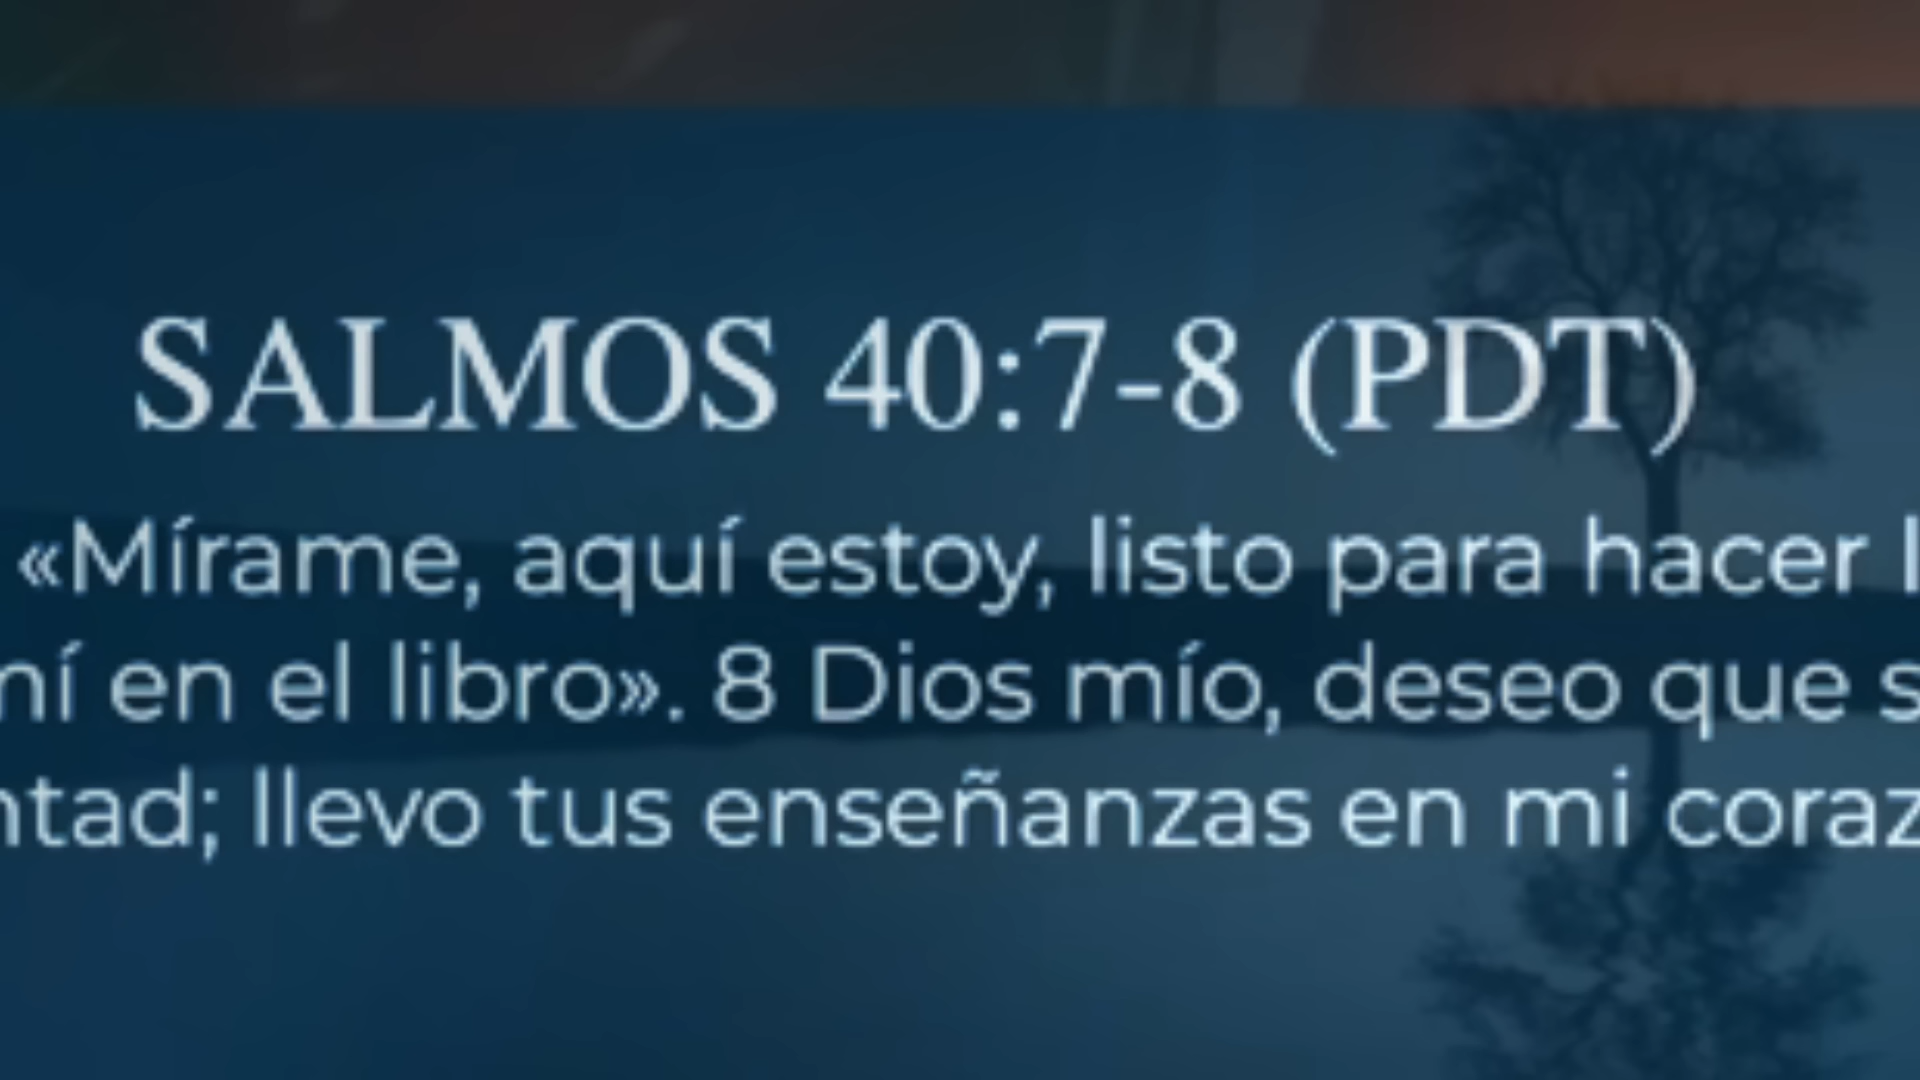 SALMOS 40:7-8 (PDT)
«Mírame, aquí estoy, listo para hacer
mí en el libro». 8 Dios mío, deseo que
llevo tus enseñanzas en mi